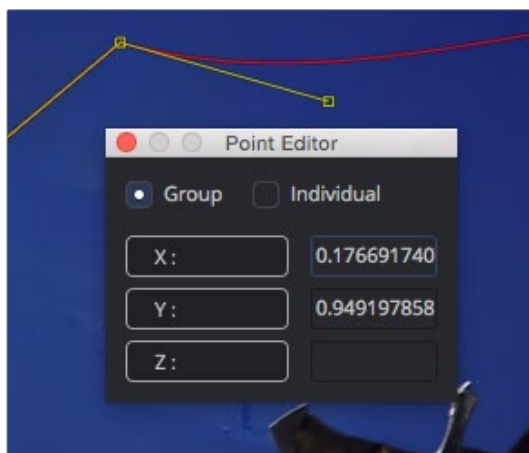 Point Editor
Group Individual
X: 0.176691740
Y: 0.949197858
Z: